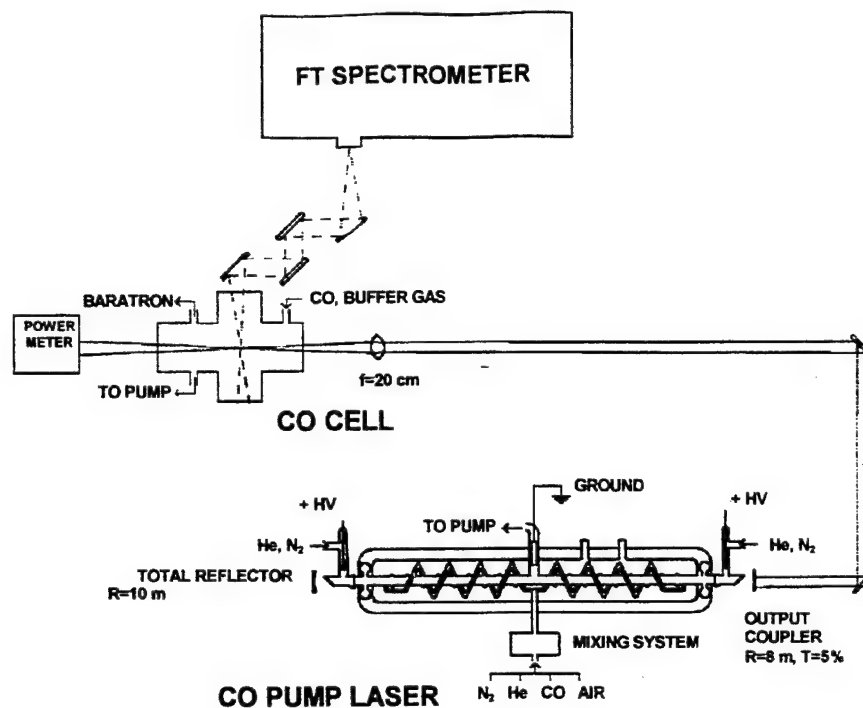 FT SPECTROMETER
BARATRON
CO, BUFFER GAS
POWER
METER
TO PUMP
f=20 cm
CO CELL
GROUND
+ HV
+ HV
TO PUMP
He, N₂
He, N₂
TOTAL REFLECTOR
R=10 m
OUTPUT
COUPLER
R=8 m, T=5%
MIXING SYSTEM
CO PUMP LASER
N₂ He CO AIR